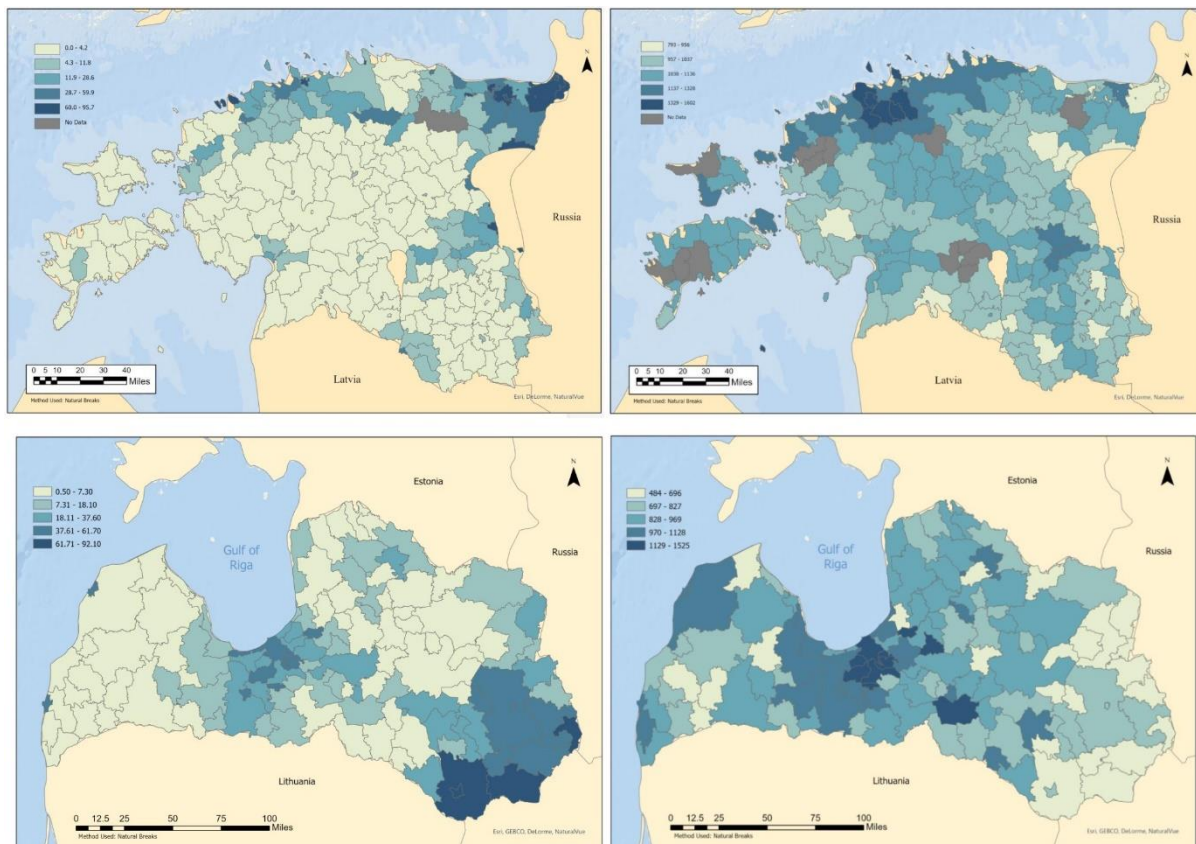 0.0 - 4.2
4.3 - 11.8
11.9 - 28.6
28.7 - 59.9
60.0 - 95.7
No Data
N
Russia
Latvia
0 5 10 20 30 40
Miles
Method Used: Natural Breaks
Esri, DeLorme, NaturalVue
957 - 1037
1137 - 1328
1329 - 1602
No Data
N
Russia
Latvia
0 5 10 20 30 40
Miles
Method Used: Natural Breaks
Esri, DeLorme, NaturalVue
0.50 - 7.30
7.31 - 18.10
18.11 - 37.60
37.61 - 61.70
61.71 - 92.10
N
Estonia
Russia
Gulf of
Riga
Lithuania
0 12.5 25 50 75 100
Miles
Method Used: Natural Breaks
Esri, GEBCO, DeLorme, NaturalVue
484 - 696
697 - 827
828 - 969
970 - 1128
1129 - 1525
N
Estonia
Russia
Gulf of
Riga
Lithuania
0 12.5 25 50 75 100
Miles
Method Used: Natural Breaks
Esri, GEBCO, DeLorme, NaturalVue